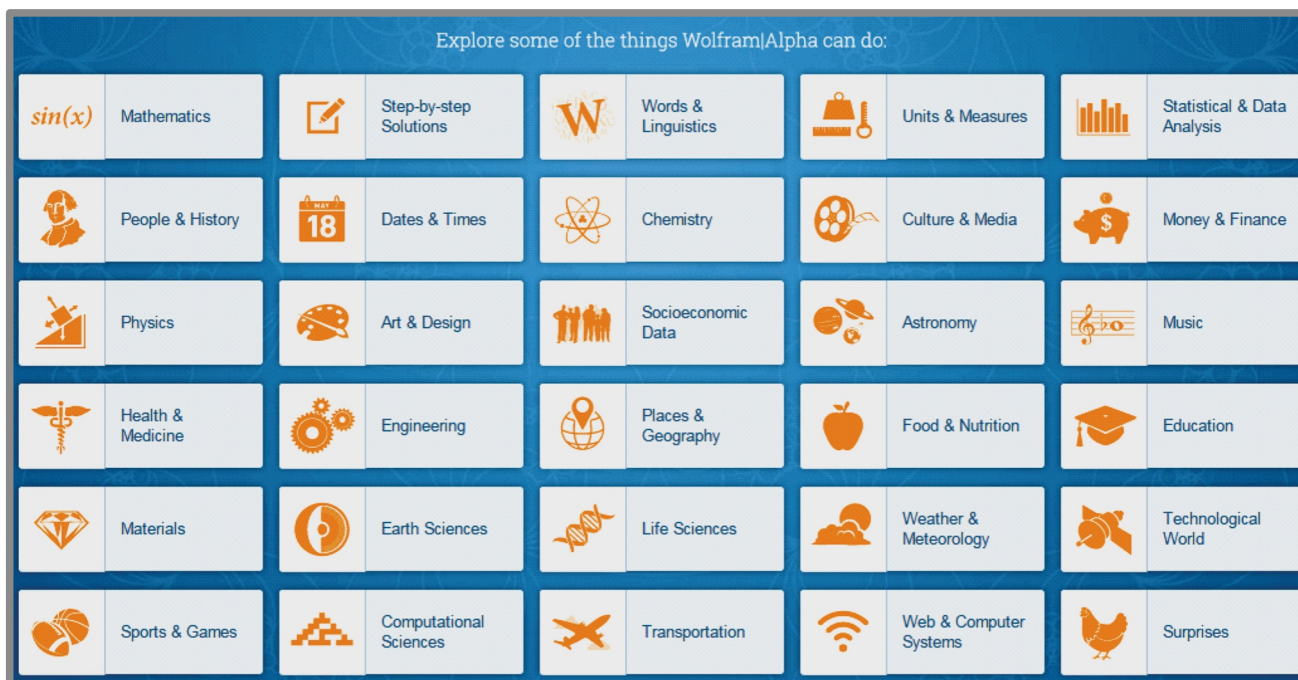 Explore some of the things Wolfram|Alpha can do:
sin(x)
Mathematics
Step-by-step
Solutions
W
Words &
Linguistics
Units & Measures
Statistical & Data
Analysis
People & History
MAY
18
Dates & Times
Chemistry
Culture & Media
$
Money & Finance
Physics
Art & Design
Socioeconomic
Data
Astronomy
Music
Health &
Medicine
Engineering
Places &
Geography
Food & Nutrition
Education
Materials
Earth Sciences
Life Sciences
Weather &
Meteorology
Technological
World
Sports & Games
Computational
Sciences
Transportation
Web & Computer
Systems
Surprises